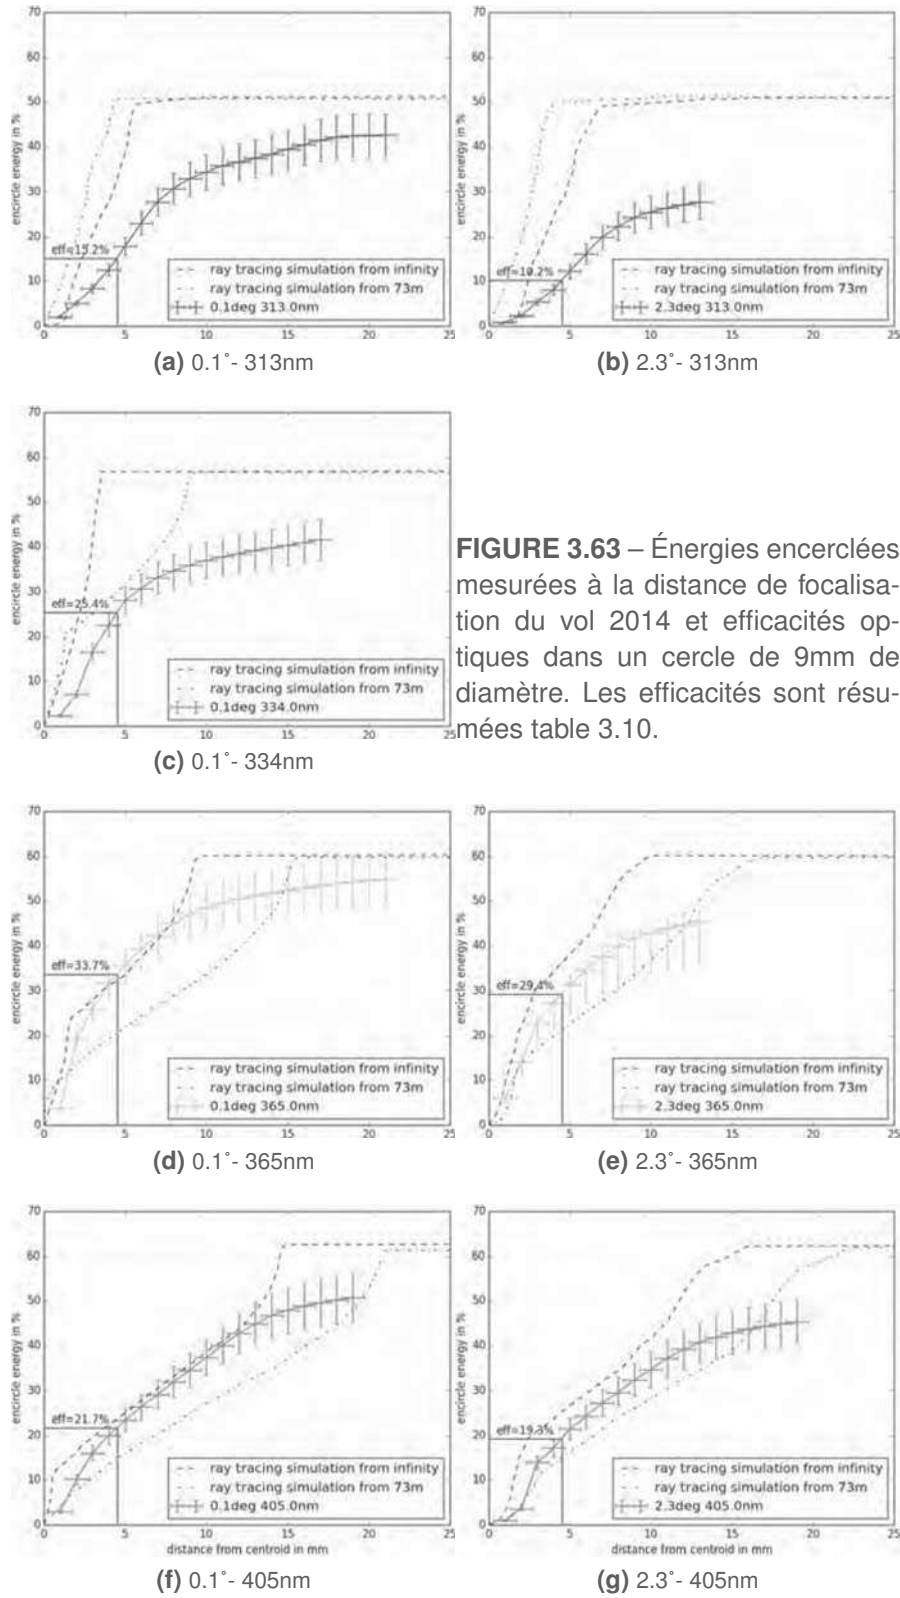 70
70
60
60
50
50
encircle energy in %
encircle energy in %
40
40
30
30
20
20
eff=15.2%
eff=10.2%
10
10
ray tracing simulation from infinity
ray tracing simulation from infinity
ray tracing simulation from 73m
ray tracing simulation from 73m
0.1deg 313.0nm
2.3deg 313.0nm
0
0
0 5 10 15 20 25
0 5 10 15 20 25
(a) 0.1˚- 313nm
(b) 2.3˚- 313nm
70
60
50
encircle energy in %
40
30
eff=25.4%
20
10
ray tracing simulation from infinity
ray tracing simulation from 73m
0.1deg 334.0nm
0
0 5 10 15 20 25
(c) 0.1˚- 334nm
FIGURE 3.63 – Énergies encerclées
mesurées à la distance de focalisa-
tion du vol 2014 et efficacités op-
tiques dans un cercle de 9mm de
diamètre. Les efficacités sont résu-
mées table 3.10.
70
70
60
60
50
50
encircle energy in %
encircle energy in %
40
40
eff=33.7%
eff=29.4%
30
30
20
20
10
10
ray tracing simulation from infinity
ray tracing simulation from infinity
ray tracing simulation from 73m
ray tracing simulation from 73m
0.1deg 365.0nm
2.3deg 365.0nm
0
0
0 5 10 15 20 25
0 5 10 15 20 25
(d) 0.1˚- 365nm
(e) 2.3˚- 365nm
70
70
60
60
50
50
encircle energy in %
encircle energy in %
40
40
30
30
eff=21.7%
eff=19.3%
20
20
10
10
ray tracing simulation from infinity
ray tracing simulation from infinity
ray tracing simulation from 73m
ray tracing simulation from 73m
0.1deg 405.0nm
2.3deg 405.0nm
0
0
0 5 10 15 20 25
0 5 10 15 20 25
distance from centroid in mm
distance from centroid in mm
(f) 0.1˚- 405nm
(g) 2.3˚- 405nm